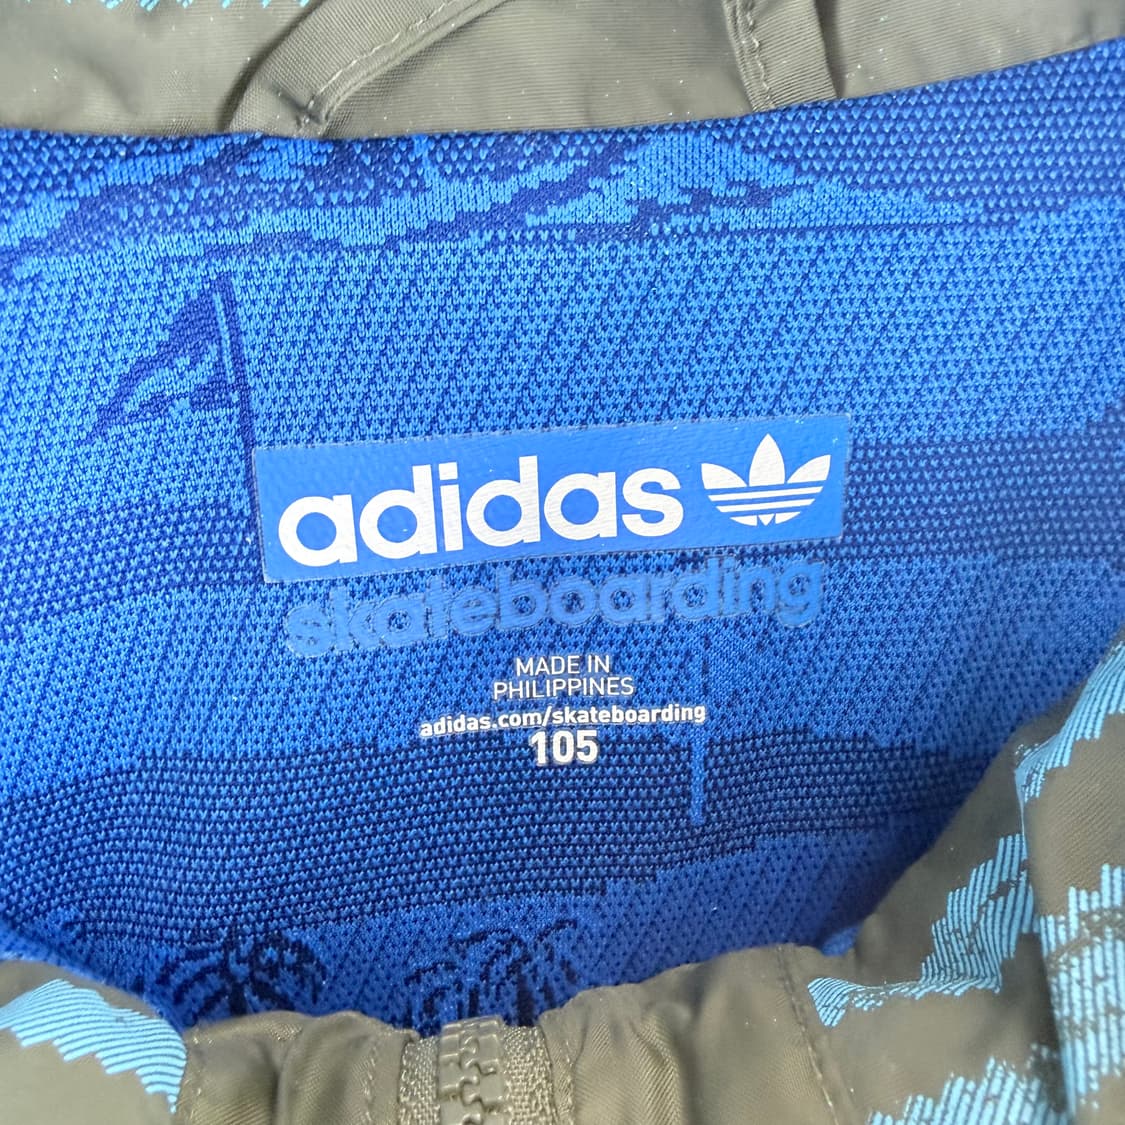 adidas
skateboarding
MADE IN
PHILIPPINES
adidas.com/skateboarding
105